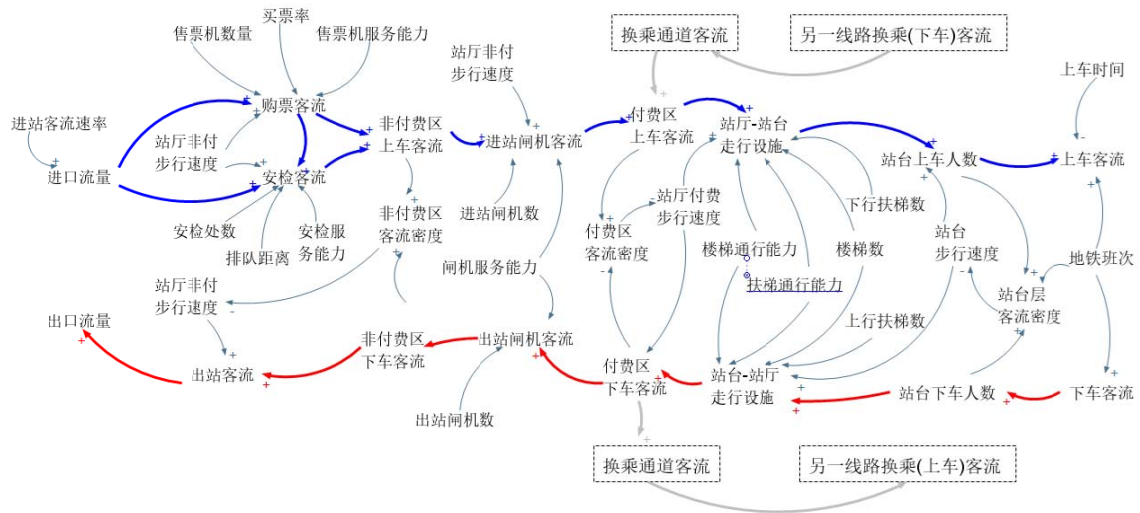 买票率
售票机数量
售票机服务能力
换乘通道客流
另一线路换乘(下车)客流
站厅非付
步行速度
上车时间
购票客流
进站客流速率
非付费区
上车客流
进站闸机客流
付费区
上车客流
站厅-站台
走行设施
站厅非付
步行速度
站台上车人数
上车客流
进口流量
安检客流
站厅付费
步行速度
下行扶梯数
进站闸机数
安检处数
安检服
务能力
排队距离
非付费区
客流密度
付费区
客流密度
楼梯通行能力
楼梯数
站台
步行速度
地铁班次
闸机服务能力
扶梯通行能力
站厅非付
步行速度
站台层
客流密度
出口流量
上行扶梯数
非付费区
下车客流
出站闸机客流
出站客流
付费区
下车客流
站台-站厅
走行设施
站台下车人数
下车客流
出站闸机数
换乘通道客流
另一线路换乘(上车)客流